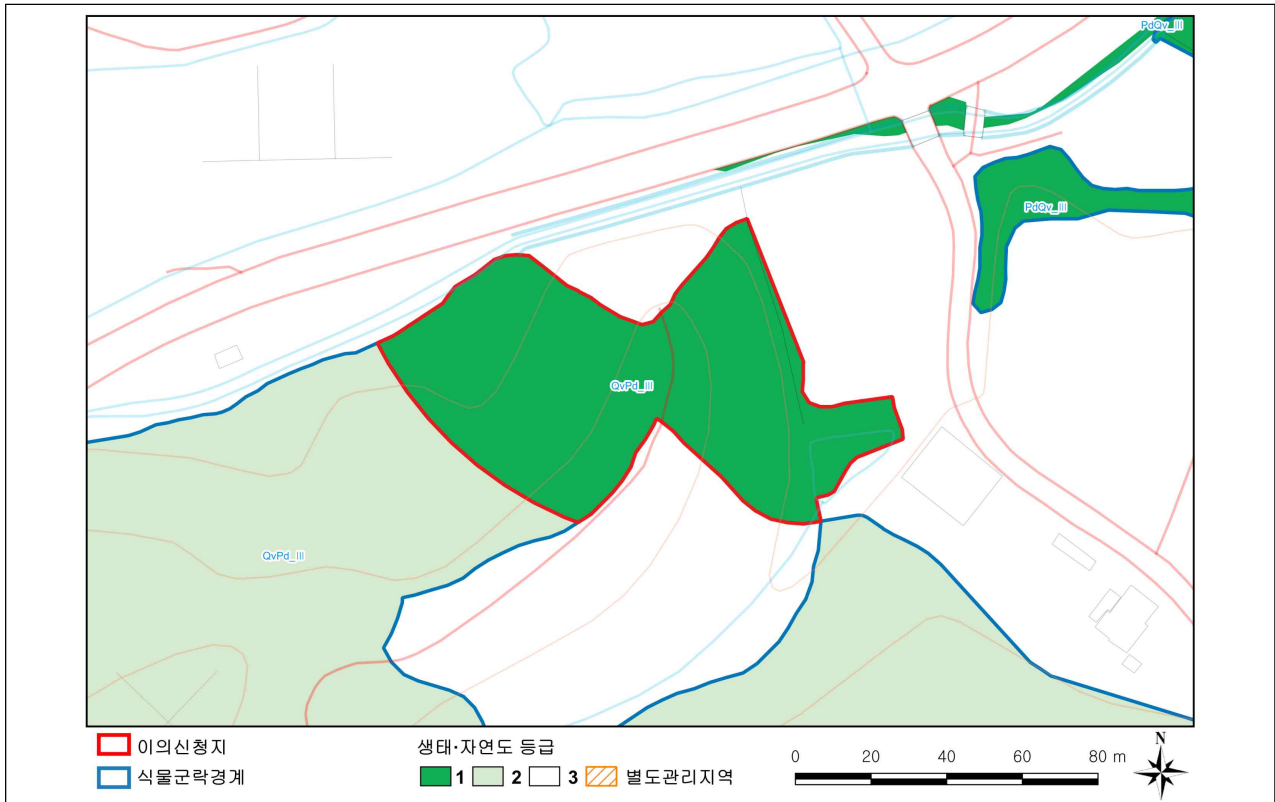 PdQv_III
PdQv_III
QvPd_III
QvPd_III
이의신청지
식물군락경계
생태·자연도 등급
1 2 3 별도관리지역
0 20 40 60 80 m
N